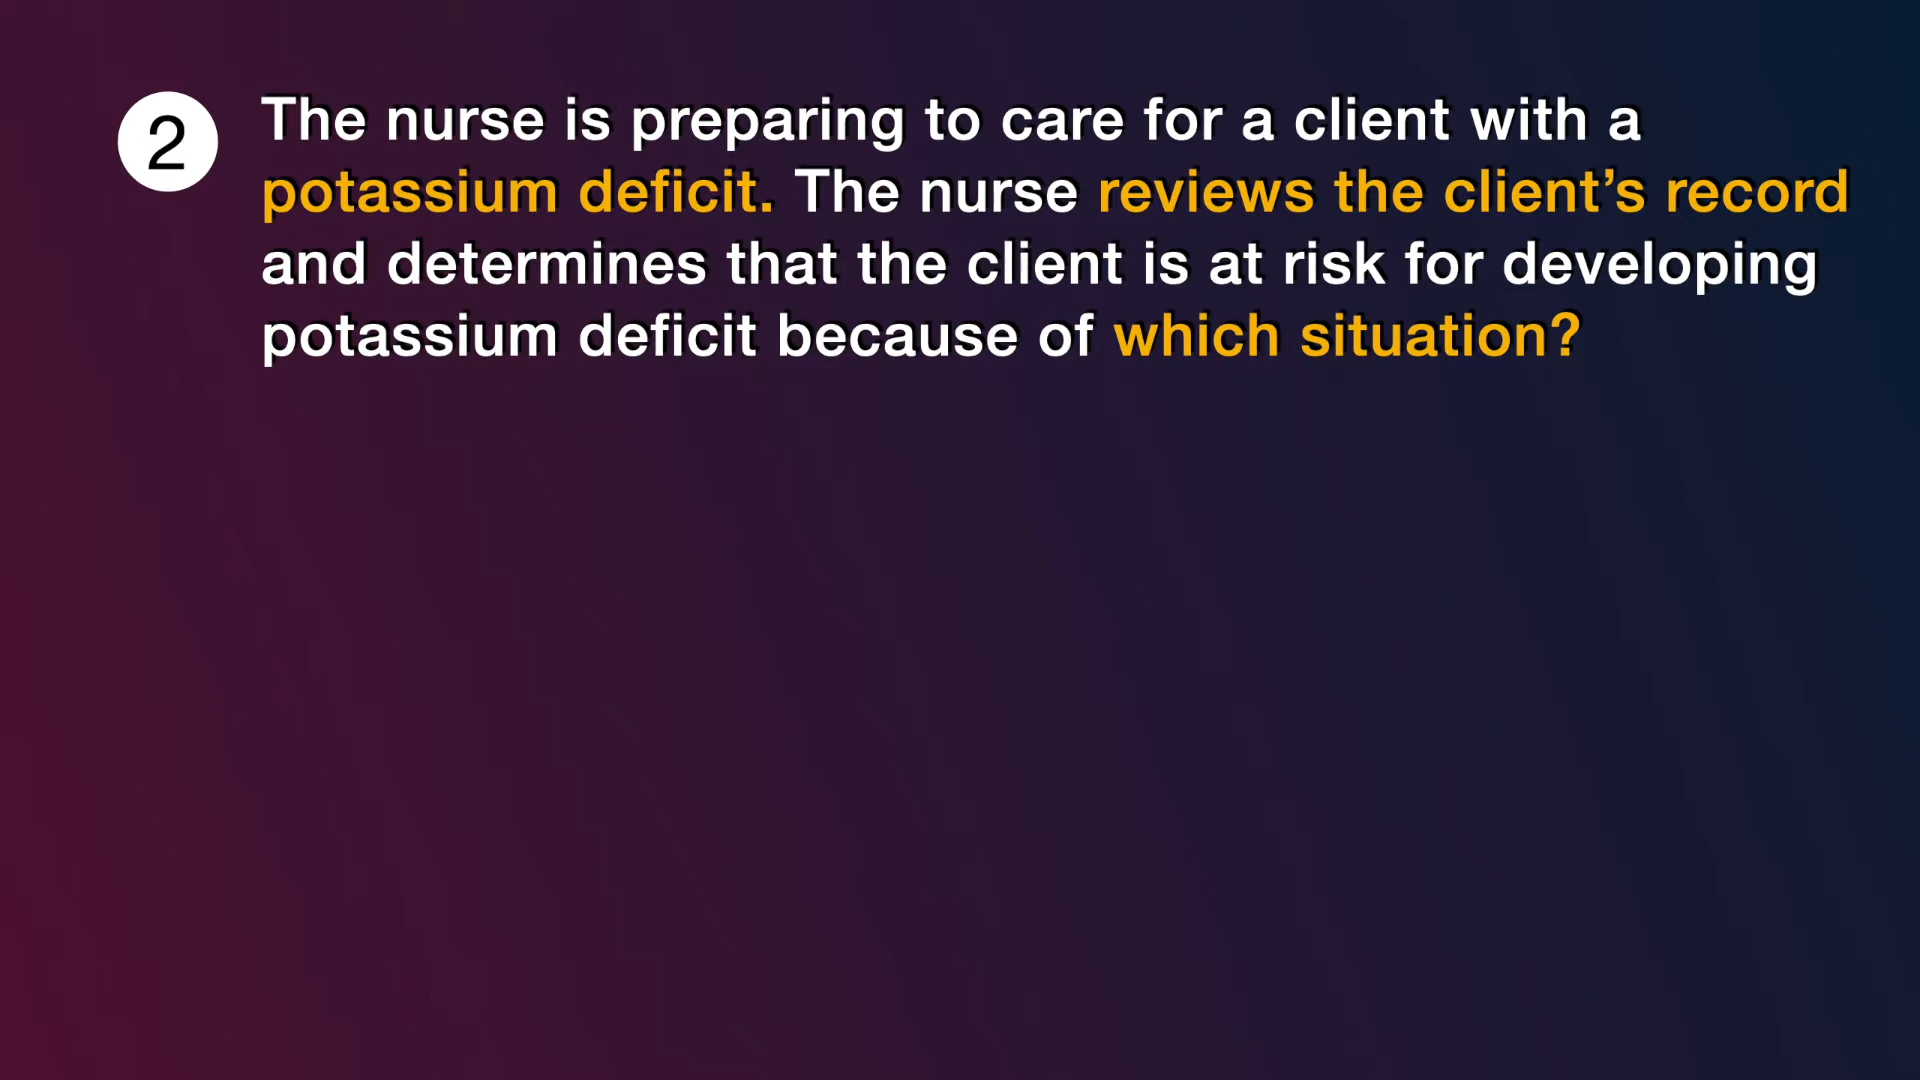 2
The nurse is preparing to care for a client with a
potassium deficit. The nurse reviews the client’s record
and determines that the client is at risk for developing
potassium deficit because of which situation?